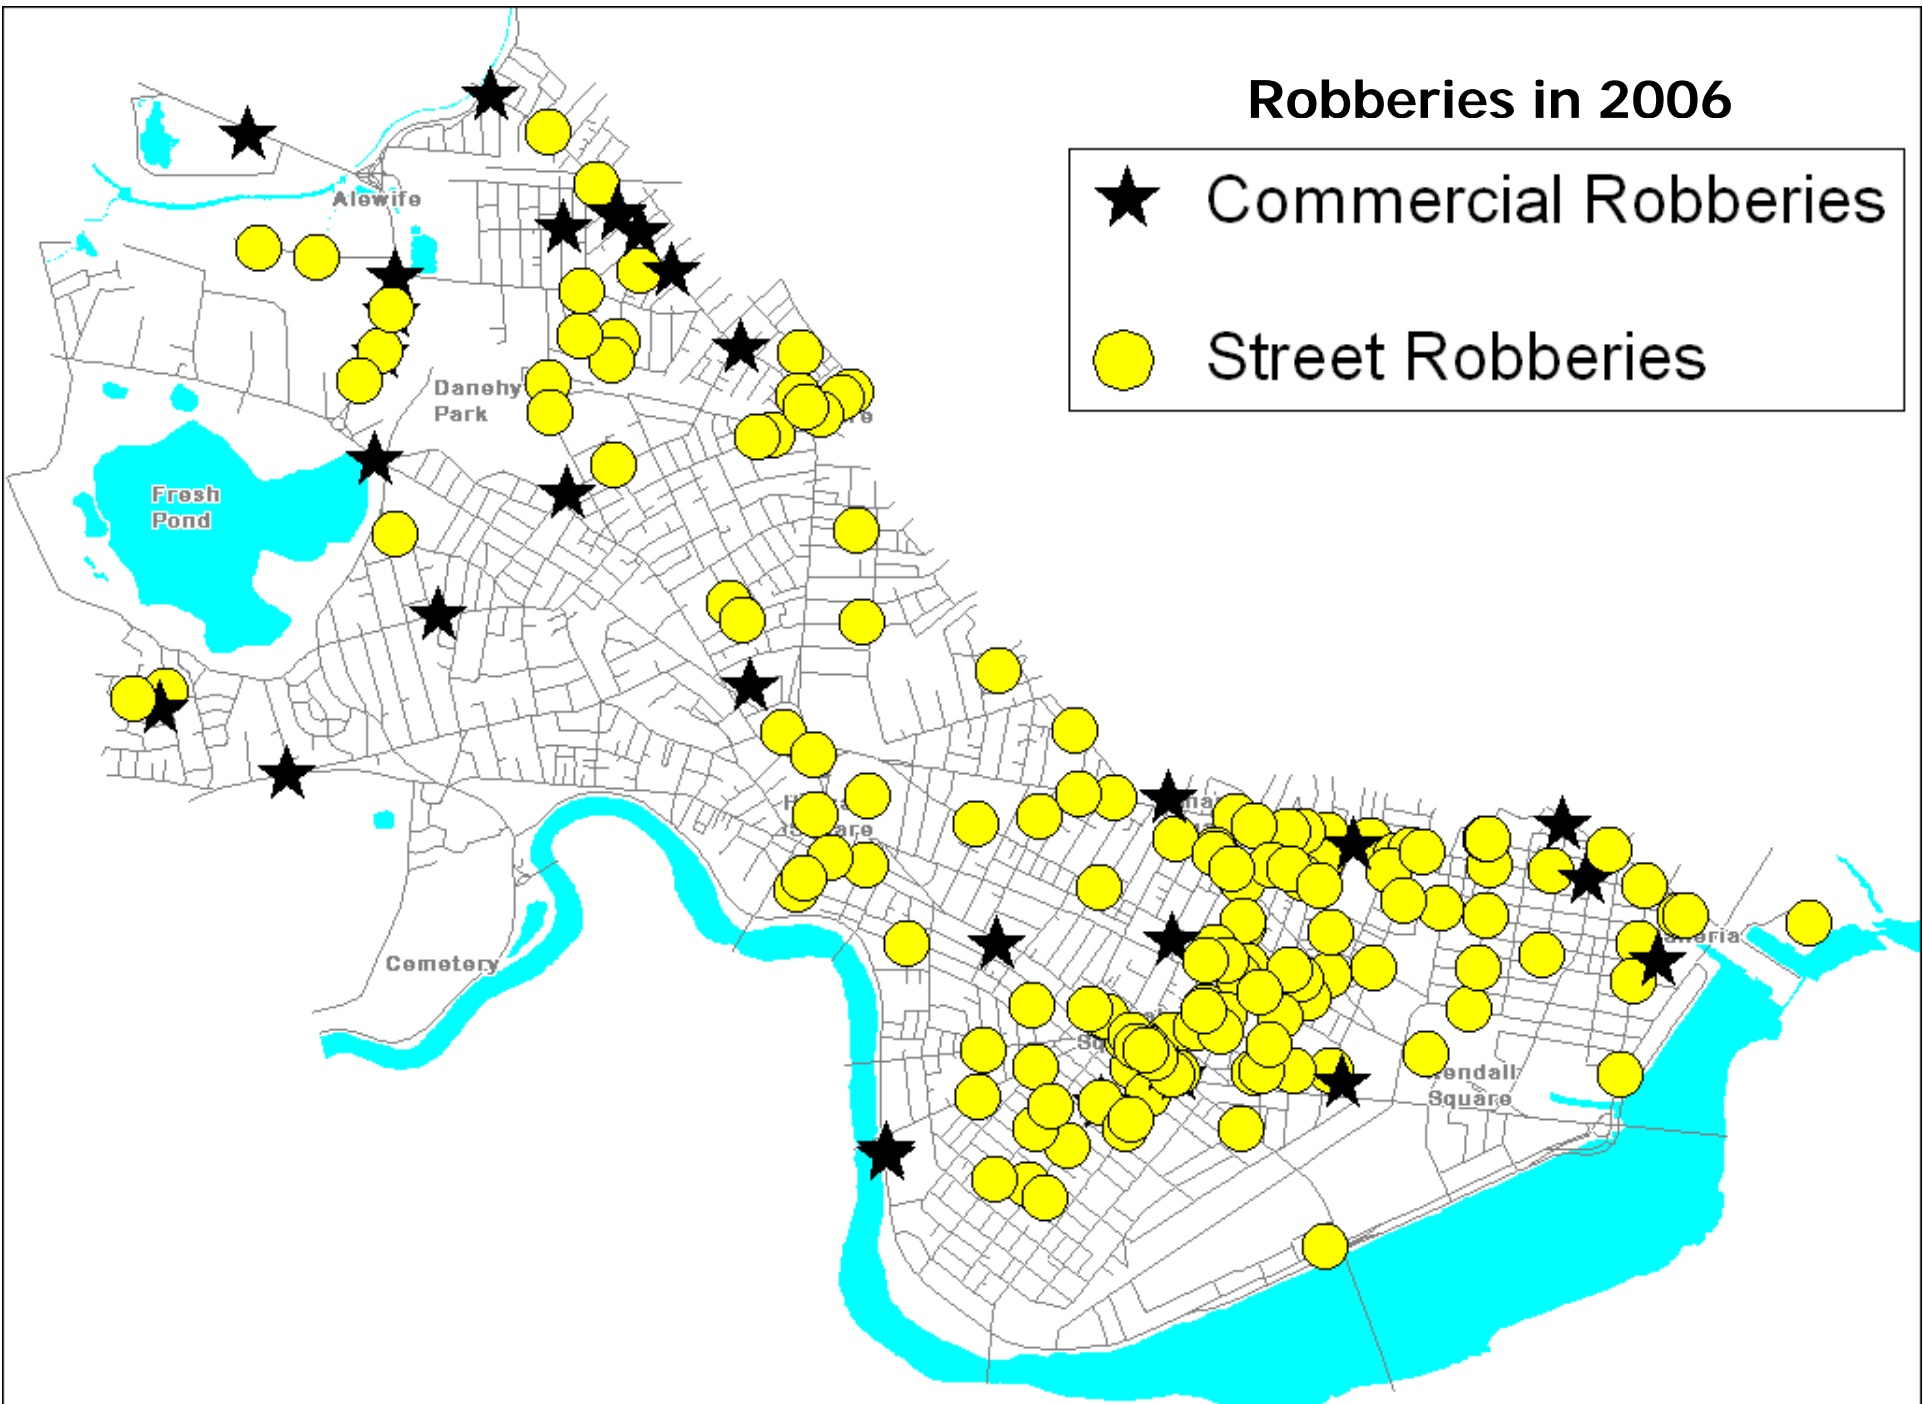 Robberies in 2006
Commercial Robberies
Street Robberies
Alewife
Danehy
Park
Fresh
Pond
Cemetery
Square